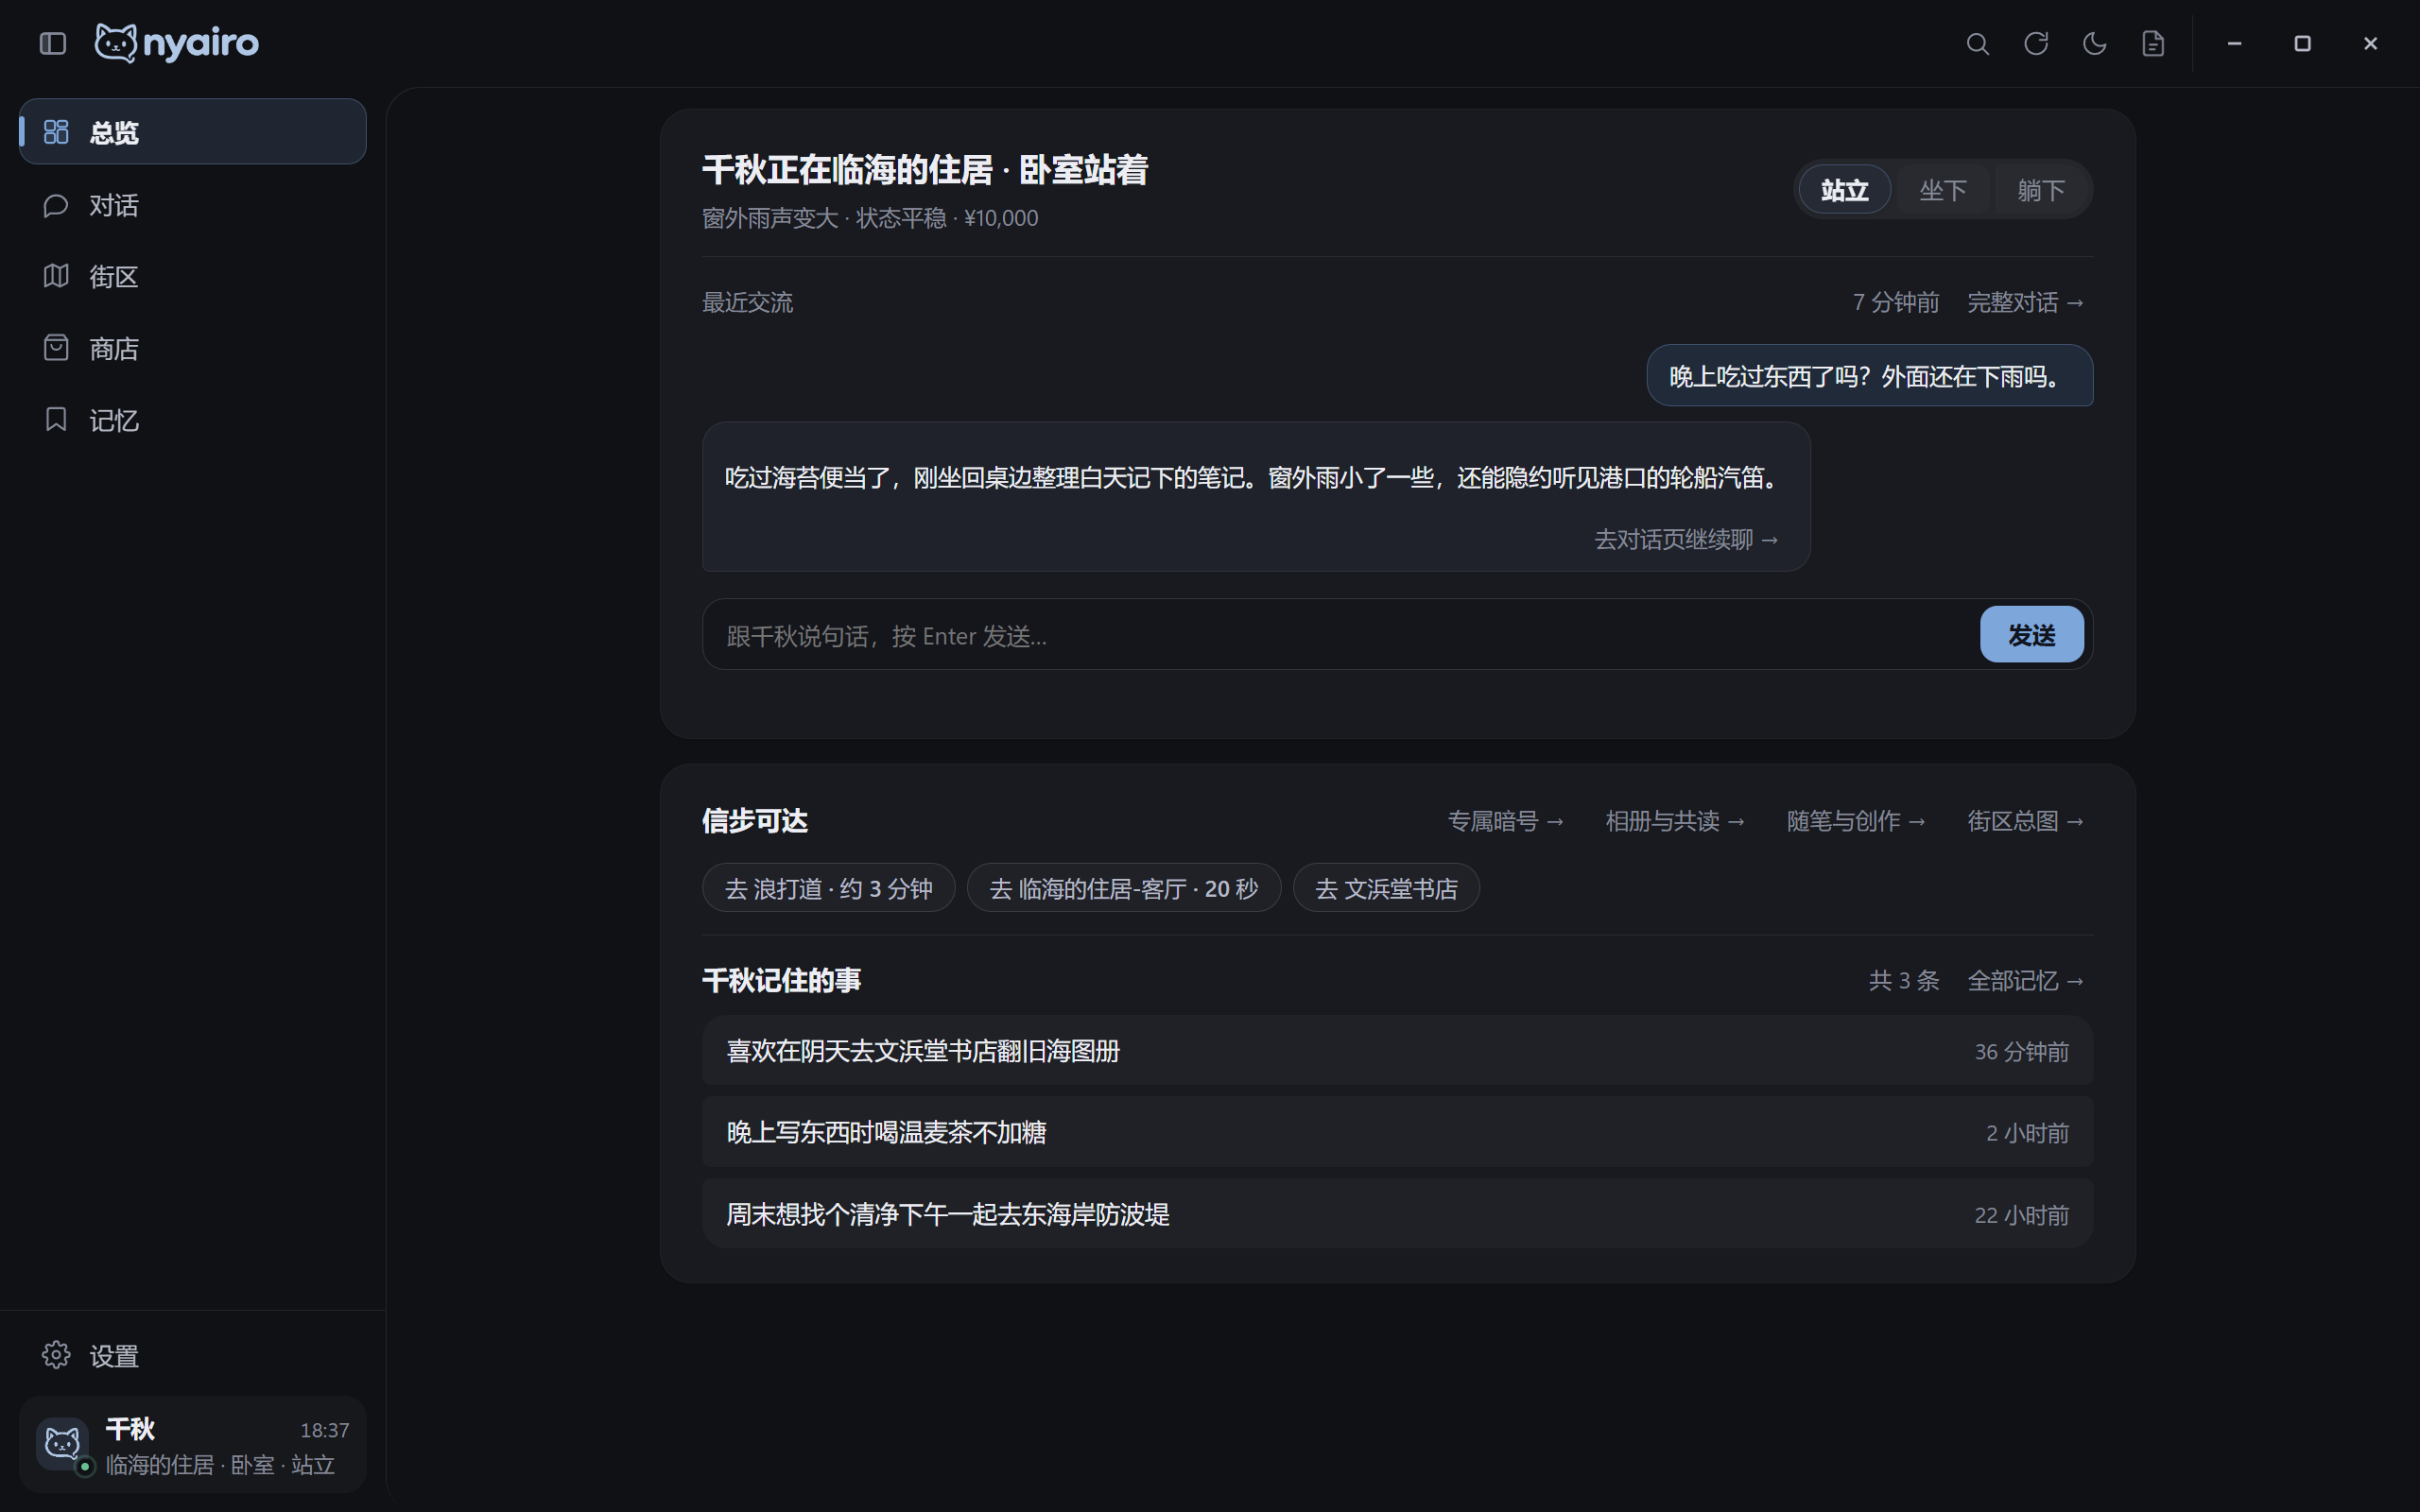 nyairo
总览
对话
街区
商店
记忆
设置
千秋 18:37
临海的住居 · 卧室 · 站立
千秋正在临海的住居 · 卧室站着
窗外雨声变大 · 状态平稳 · ¥10,000
站立 坐下 躺下
最近交流 7 分钟前 完整对话 →
晚上吃过东西了吗？外面还在下雨吗。
吃过海苔便当了，刚坐回桌边整理白天记下的笔记。窗外雨小了一些，还能隐约听见港口的轮船汽笛。
去对话页继续聊 →
跟千秋说句话，按 Enter 发送...
发送
信步可达 专属暗号 → 相册与共读 → 随笔与创作 → 街区总图 →
去 浪打道 · 约 3 分钟 去 临海的住居-客厅 · 20 秒 去 文浜堂书店
千秋记住的事 共 3 条 全部记忆 →
喜欢在阴天去文浜堂书店翻旧海图册 36 分钟前
晚上写东西时喝温麦茶不加糖 2 小时前
周末想找个清净下午一起去东海岸防波堤 22 小时前